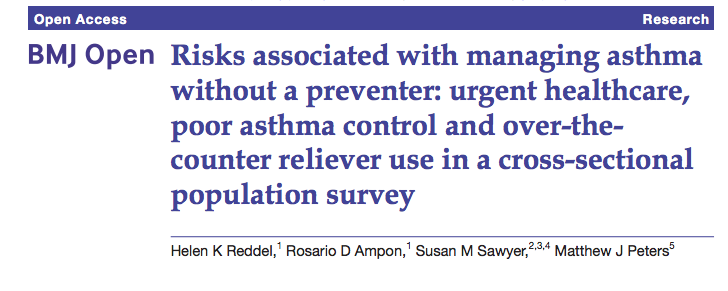 Open Access Research
BMJ Open Risks associated with managing asthma
without a preventer: urgent healthcare,
poor asthma control and over-the-
counter reliever use in a cross-sectional
population survey
Helen K Reddel,¹ Rosario D Ampon,¹ Susan M Sawyer,²,³,⁴ Matthew J Peters⁵